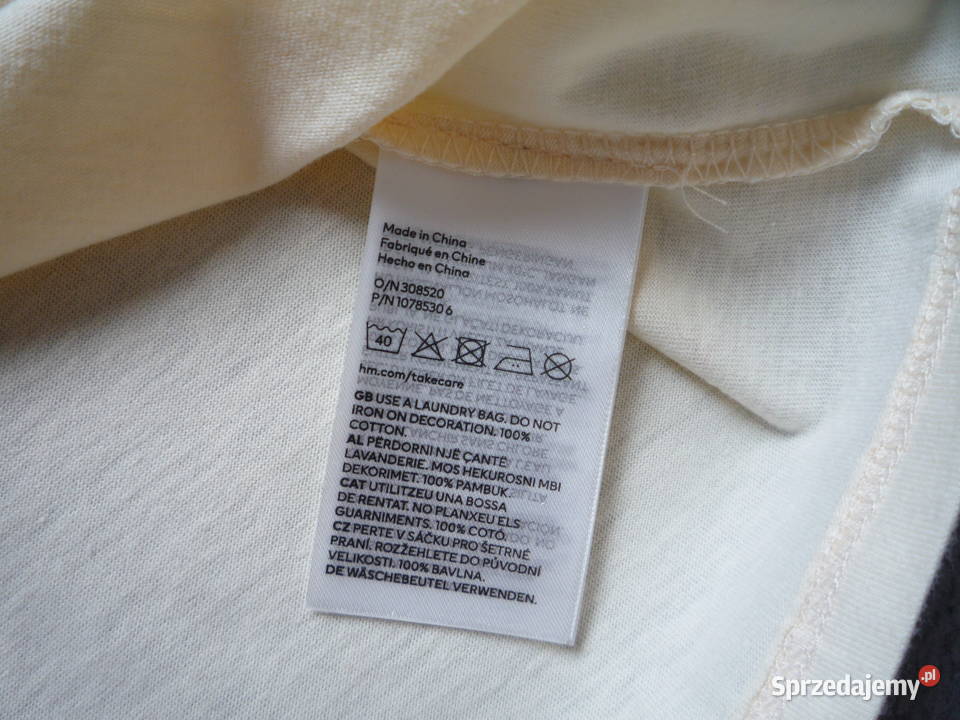 Made in China
Fabriqué en Chine
Hecho en China
O/N 308520
P/N 1078530 6
40
hm.com/takecare
GB USE A LAUNDRY BAG. DO NOT
IRON ON DECORATION. 100%
COTTON.
AL PËRDORNI NJË ÇANTË
LAVANDERIE. MOS HEKUROSNI MBI
DEKORIMET. 100% PAMBUK.
CAT UTILITZEU UNA BOSSA
DE RENTAT. NO PLANXEU ELS
GUARNIMENTS. 100% COTÓ.
CZ PERTE V SÁČKU PRO ŠETRNÉ
PRANÍ. ROZŽEHLETE DO PŮVODNÍ
VELIKOSTI. 100% BAVLNA.
DE WÄSCHEBEUTEL VERWENDEN.
Sprzedajemy.pl